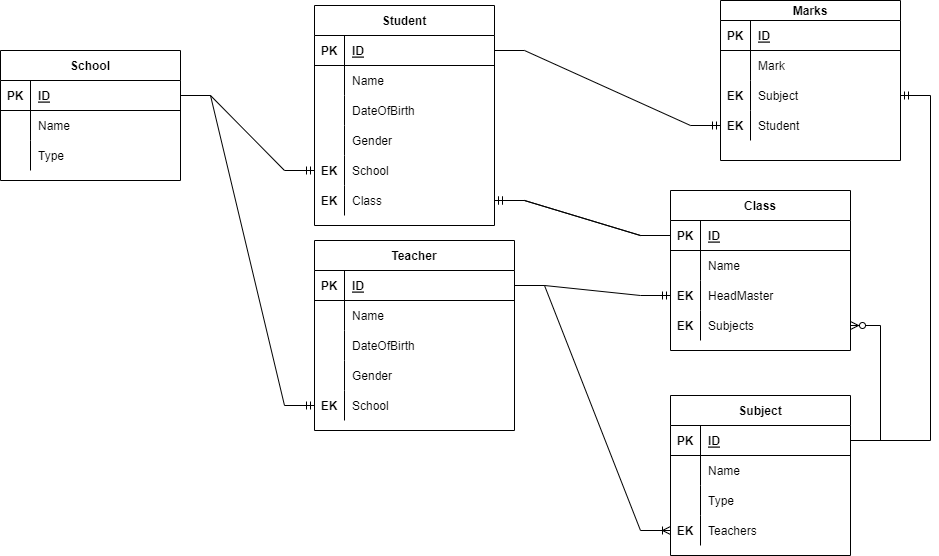 School
PK ID
Name
Type
Student
PK ID
Name
DateOfBirth
Gender
EK School
EK Class
Teacher
PK ID
Name
DateOfBirth
Gender
EK School
Marks
PK ID
Mark
EK Subject
EK Student
Class
PK ID
Name
EK HeadMaster
EK Subjects
Subject
PK ID
Name
Type
EK Teachers